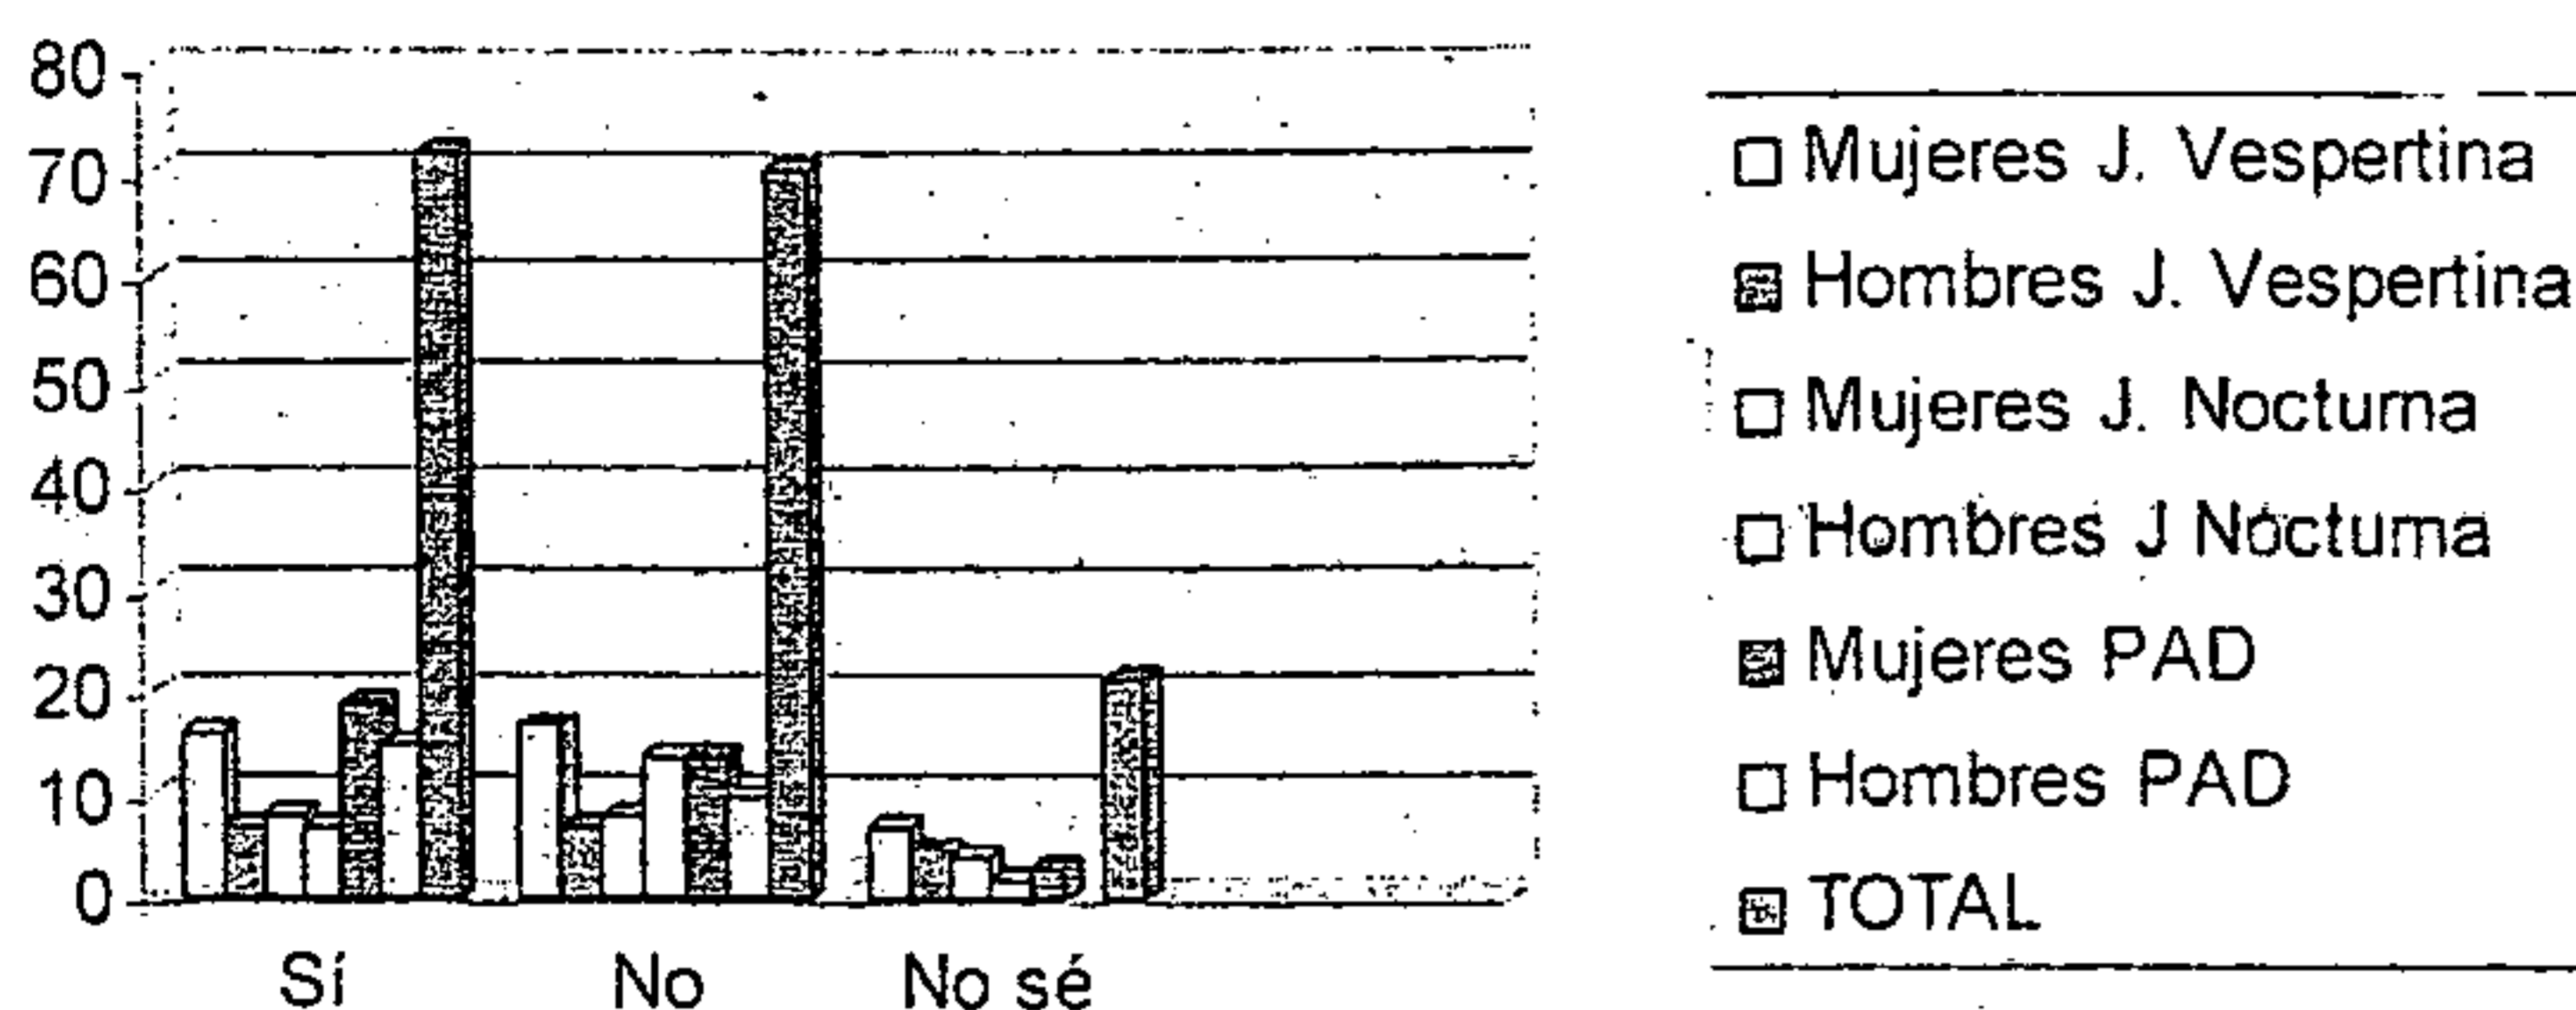 80
70
60
50
40
30
20
10
0
Sí No No sé
Mujeres J. Vespertina
Hombres J. Vespertina
Mujeres J. Nocturna
Hombres J Nocturna
Mujeres PAD
Hombres PAD
TOTAL